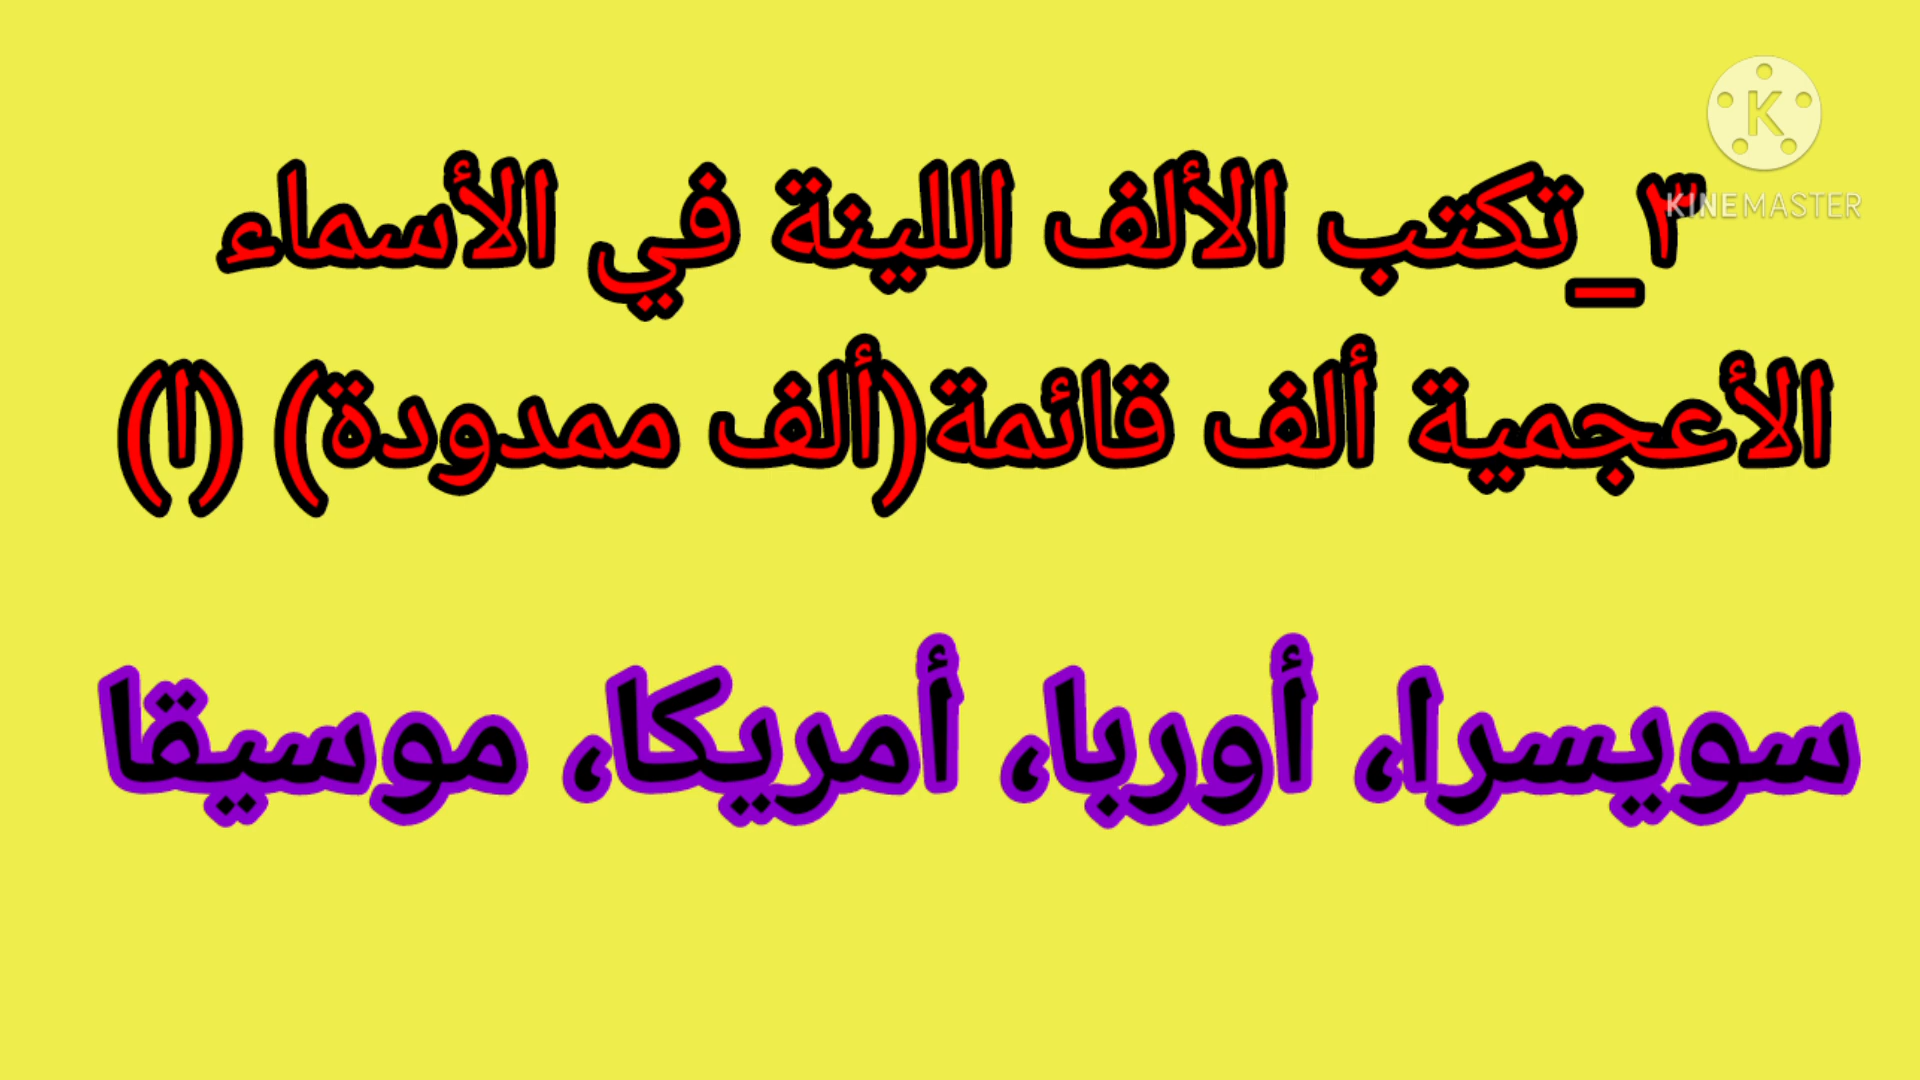 KINEMASTER
٣_تكتب الألف اللينة في الأسماء
الأعجمية ألف قائمة(ألف ممدودة) (ا)
سويسرا، أوربا، أمريكا، موسيقا